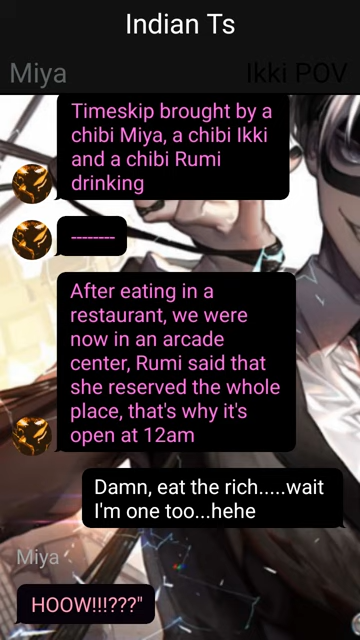 Indian Ts
Miya
Ikki POV
Timeskip brought by a
chibi Miya, a chibi Ikki
and a chibi Rumi
drinking
--------
After eating in a
restaurant, we were
now in an arcade
center, Rumi said that
she reserved the whole
place, that's why it's
open at 12am
Damn, eat the rich.....wait
I'm one too...hehe
Miya
HOOW!!!???"